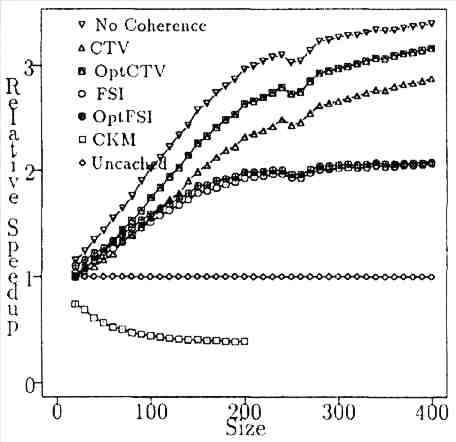 No Coherence
CTV
OptCTV
FSI
OptFSI
CKM
Uncached
Relative Speedup
3
2
1
0
0
100
200
300
400
Size